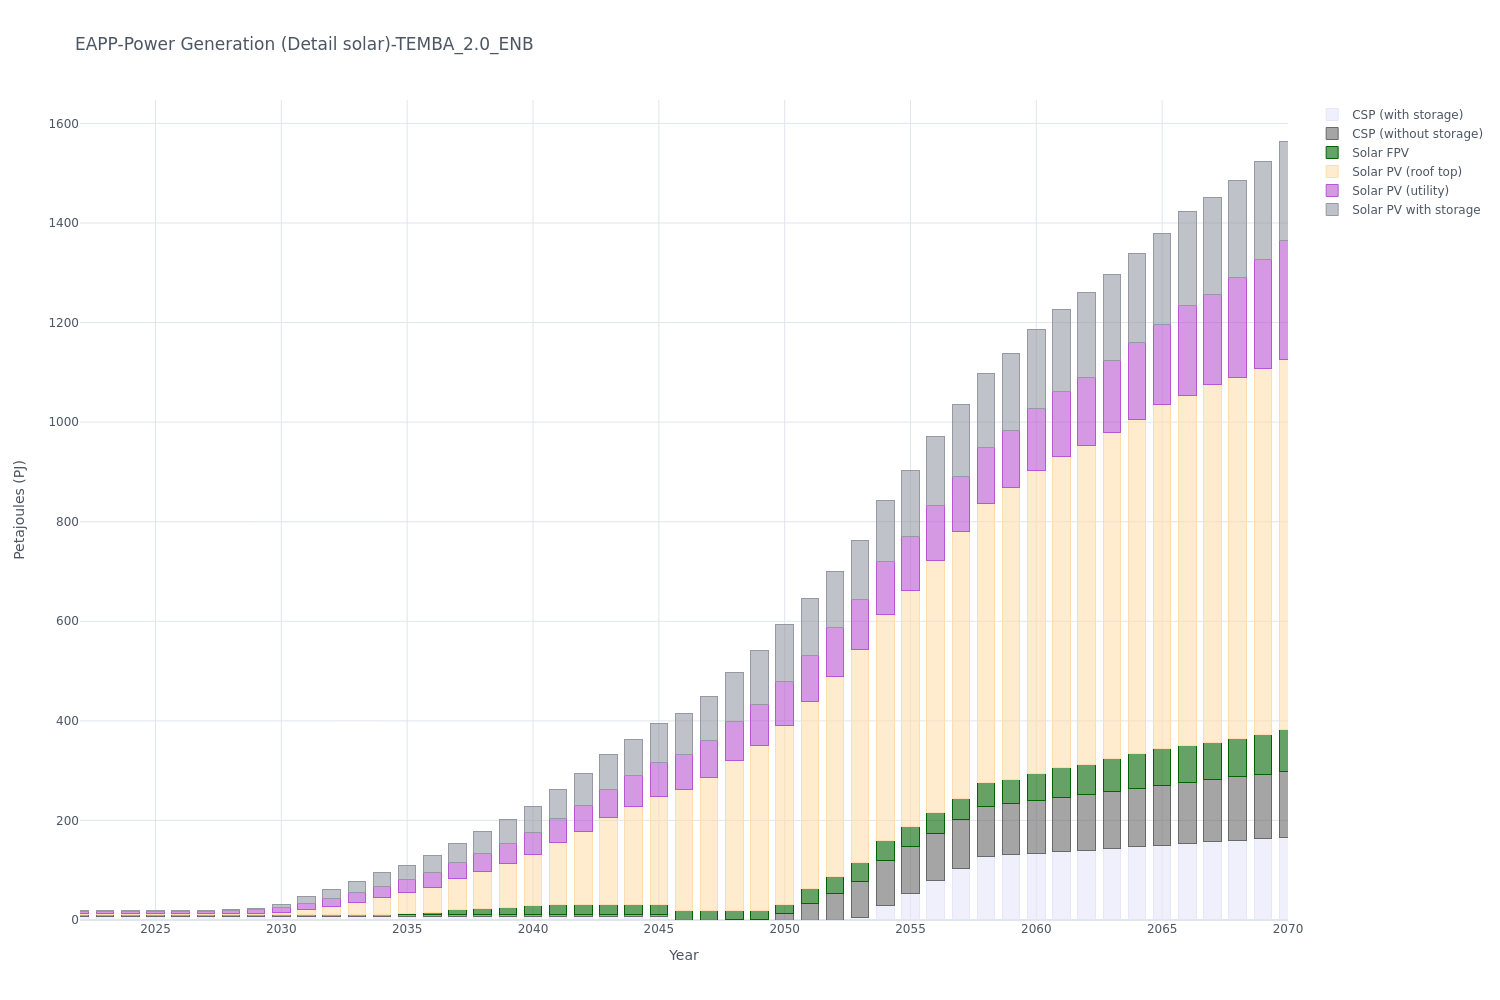 EAPP-Power Generation (Detail solar)-TEMBA_2.0_ENB
1600
1400
1200
1000
800
600
400
200
0
Petajoules (PJ)
2025
2030
2035
2040
2045
2050
2055
2060
2065
2070
Year
CSP (with storage)
CSP (without storage)
Solar FPV
Solar PV (roof top)
Solar PV (utility)
Solar PV with storage